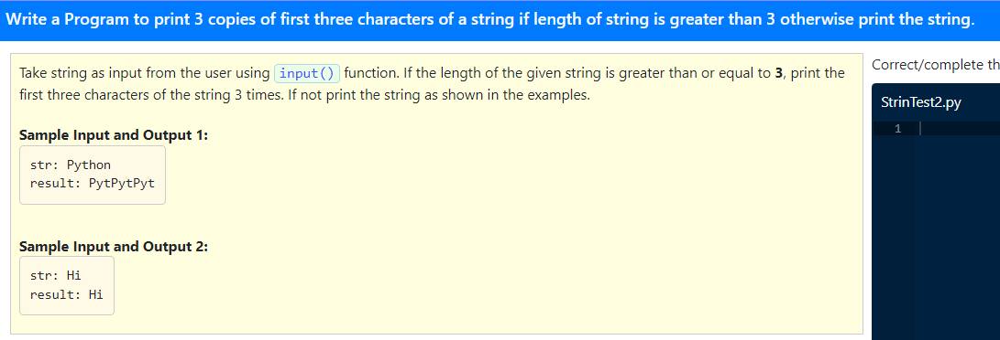 Write a Program to print 3 copies of first three characters of a string if length of string is greater than 3 otherwise print the string.
Take string as input from the user using input() function. If the length of the given string is greater than or equal to 3, print the
first three characters of the string 3 times. If not print the string as shown in the examples.
Correct/complete th
Sample Input and Output 1:
str: Python
result: PytPytPyt
Sample Input and Output 2:
str: Hi
result: Hi
StrinTest2.py
1